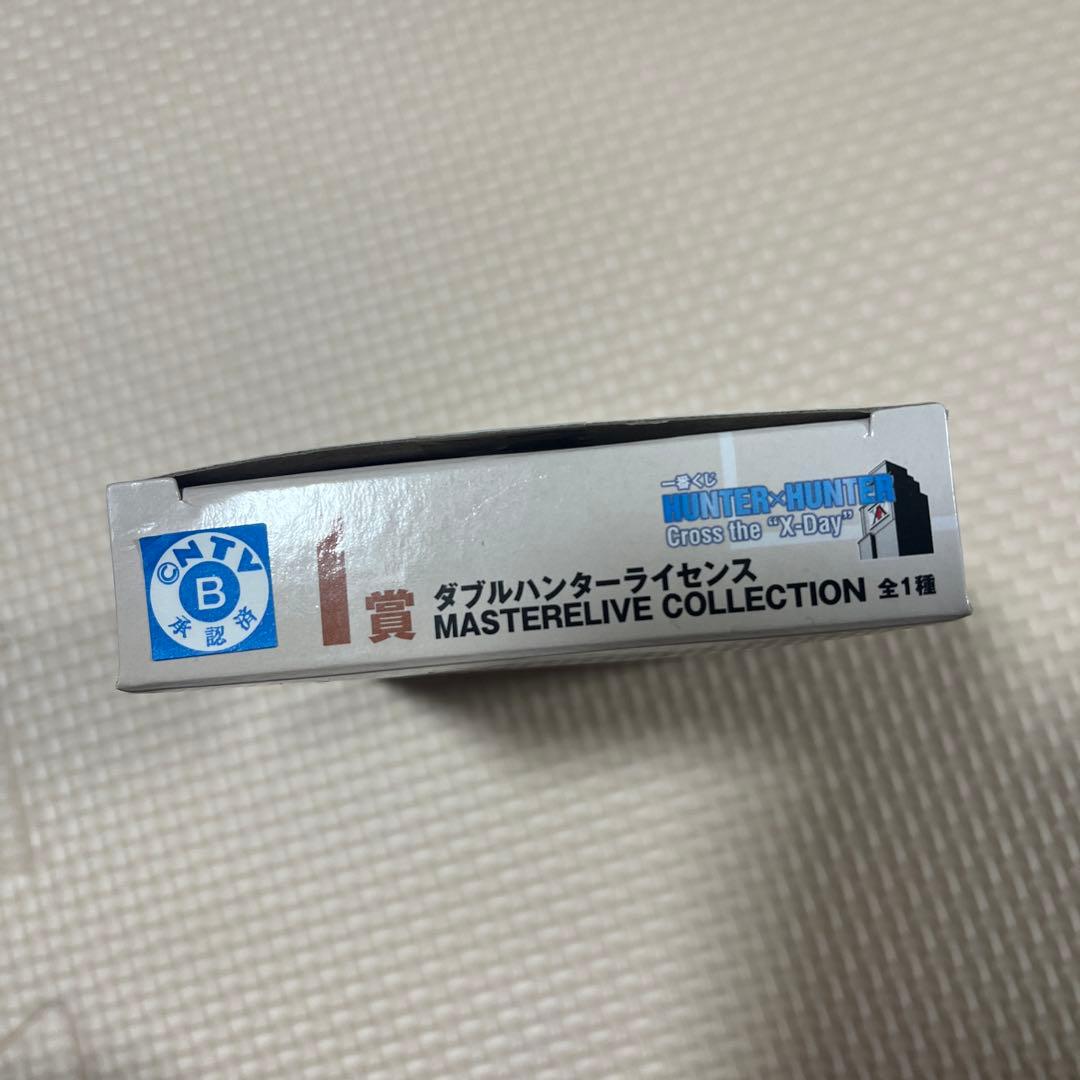 ©NTV
B
承認済
I賞
ダブルハンターライセンス
MASTERELIVE COLLECTION 全1種
一番くじ
HUNTER×HUNTER
Cross the “X-Day”